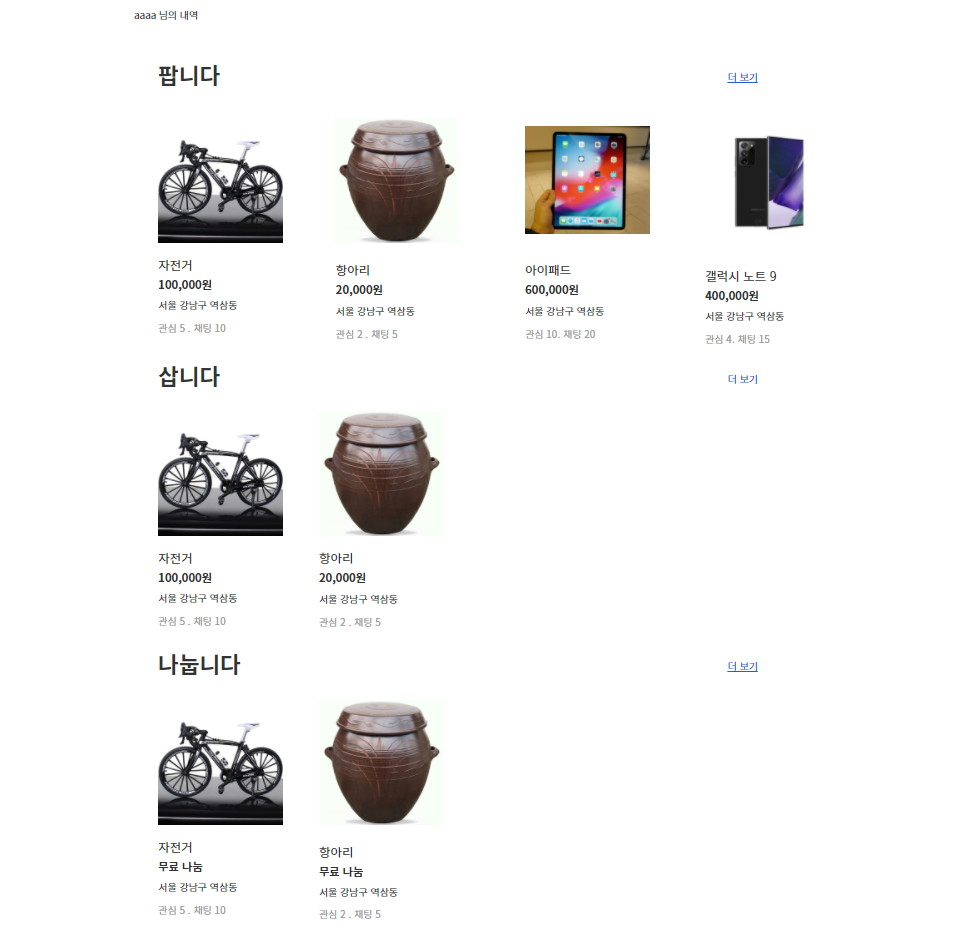 aaaa 님의 내역
팝니다
더 보기
자전거
100,000원
서울 강남구 역삼동
관심 5 . 채팅 10
항아리
20,000원
서울 강남구 역삼동
관심 2 . 채팅 5
아이패드
600,000원
서울 강남구 역삼동
관심 10. 채팅 20
갤럭시 노트 9
400,000원
서울 강남구 역삼동
관심 4. 채팅 15
삽니다
더 보기
자전거
100,000원
서울 강남구 역삼동
관심 5 . 채팅 10
항아리
20,000원
서울 강남구 역삼동
관심 2 . 채팅 5
나눕니다
더 보기
자전거
무료 나눔
서울 강남구 역삼동
관심 5 . 채팅 10
항아리
무료 나눔
서울 강남구 역삼동
관심 2 . 채팅 5